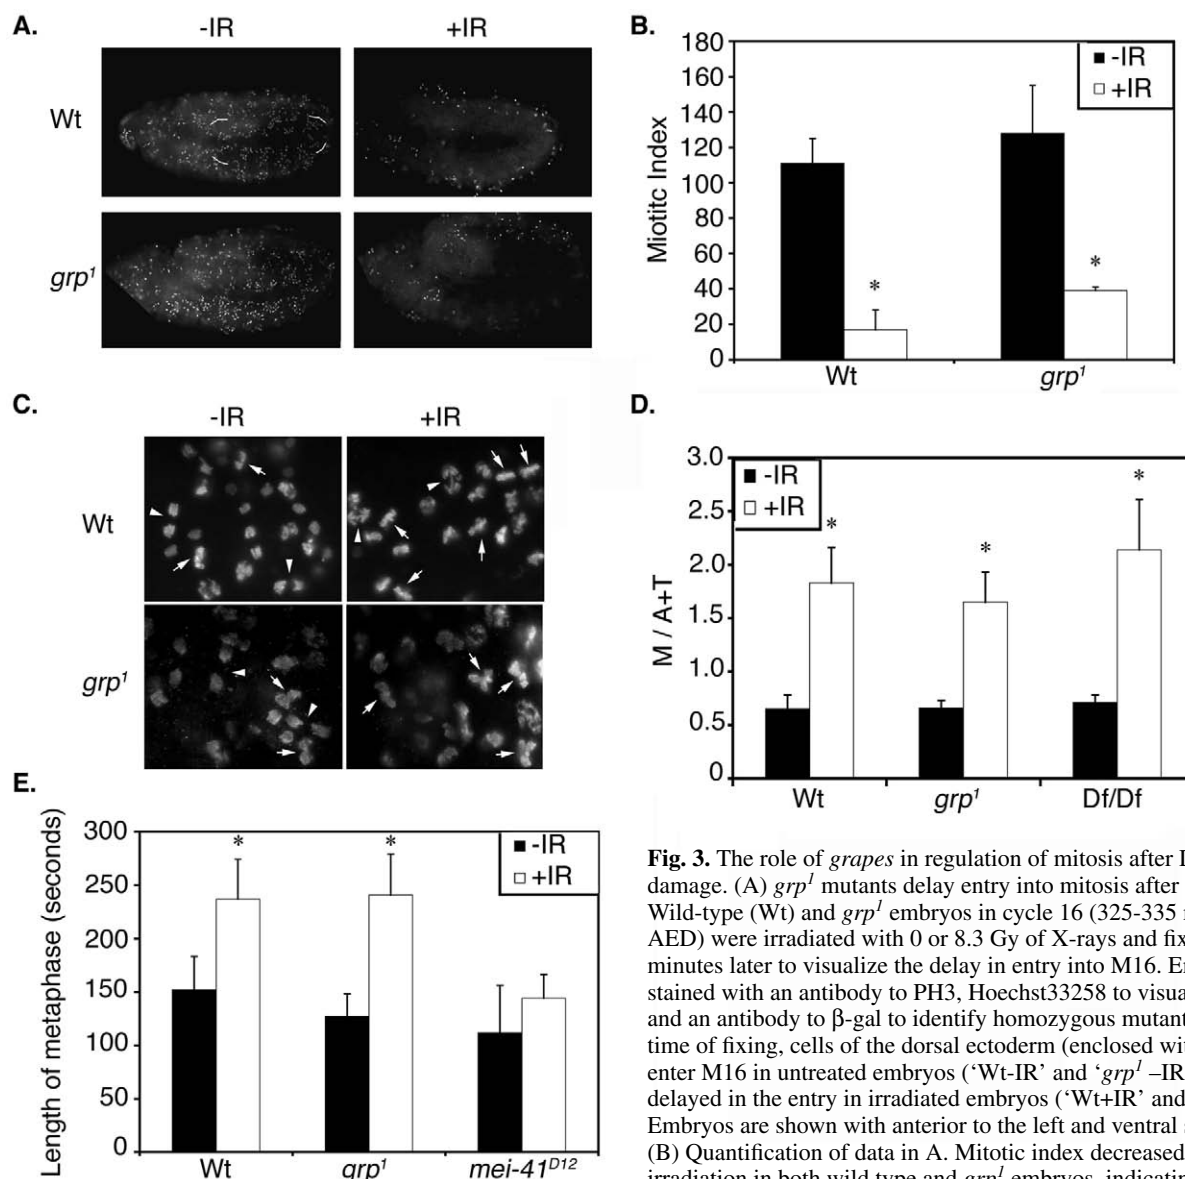 A.
-IR
+IR
Wt
grp1
B.
Miotitc Index
180
160
140
120
100
80
60
40
20
0
-IR
+IR
*
*
Wt
grp1
C.
-IR
+IR
Wt
grp1
D.
M / A+T
3.0
2.5
2.0
1.5
1.0
0.5
0
-IR
+IR
*
*
*
Wt
grp1
Df/Df
E.
Length of metaphase (seconds)
300
250
200
150
100
50
0
-IR
+IR
*
*
Wt
grp1
mei-41D12
Fig. 3. The role of grapes in regulation of mitosis after
damage. (A) grp1 mutants delay entry into mitosis after
Wild-type (Wt) and grp1 embryos in cycle 16 (325-335
AED) were irradiated with 0 or 8.3 Gy of X-rays and
minutes later to visualize the delay in entry into M16.
stained with an antibody to PH3, Hoechst33258 to
and an antibody to β-gal to identify homozygous
time of fixing, cells of the dorsal ectoderm (enclosed
enter M16 in untreated embryos (‘Wt-IR’ and ‘grp1 –IR
delayed in the entry in irradiated embryos (‘Wt+IR’ and
Embryos are shown with anterior to the left and ventral
(B) Quantification of data in A. Mitotic index decreased
irradiation in both wild type and grp1 embryos,